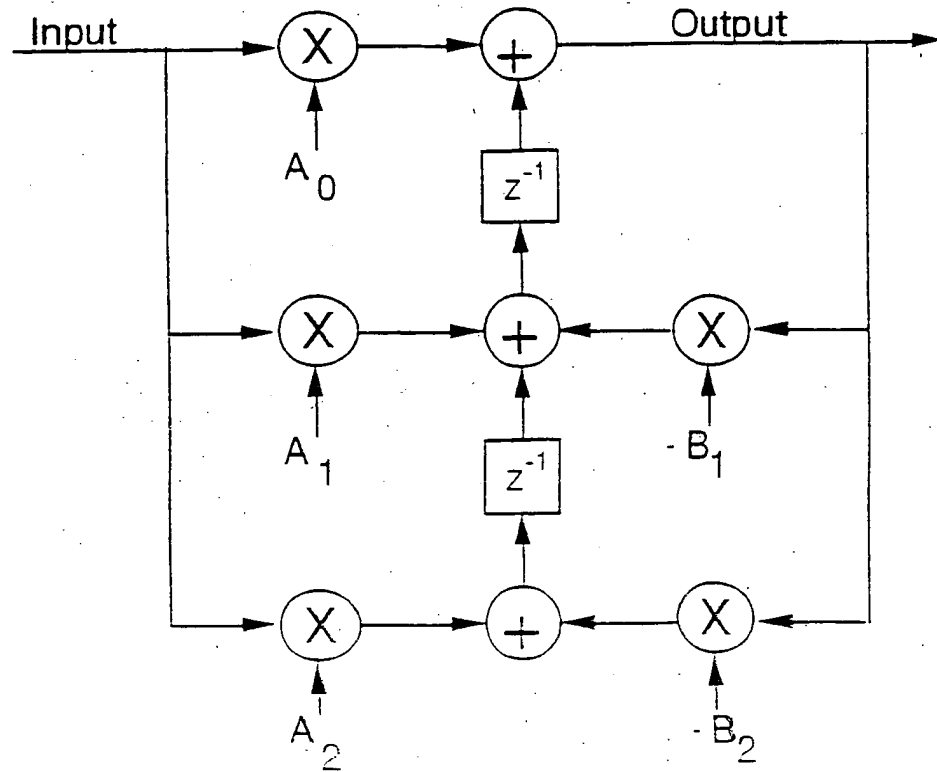 Input
Output
X
+
A₀
z⁻¹
X
+
X
A₁
- B₁
z⁻¹
X
+
X
A₂
- B₂